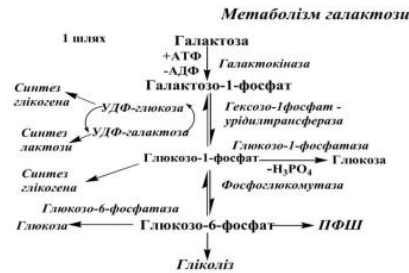 Метаболізм галактози
1 шлях
Галактоза
+АТФ
-АДФ
Галактокіназа
Галактозо-1-фосфат
Синтез
глікогена
УДФ-глюкоза
УДФ-галактоза
Гексозо-1фосфат -
урідилтрансфераза
Синтез
лактози
Глюкозо-1-фосфатаза
Глюкозо-1-фосфат
Глюкоза
-H₃PO₄
Синтез
глікогена
Фосфоглюкомутаза
Глюкозо-6-фосфатаза
Глюкоза
Глюкозо-6-фосфат
ПФШ
Гліколіз